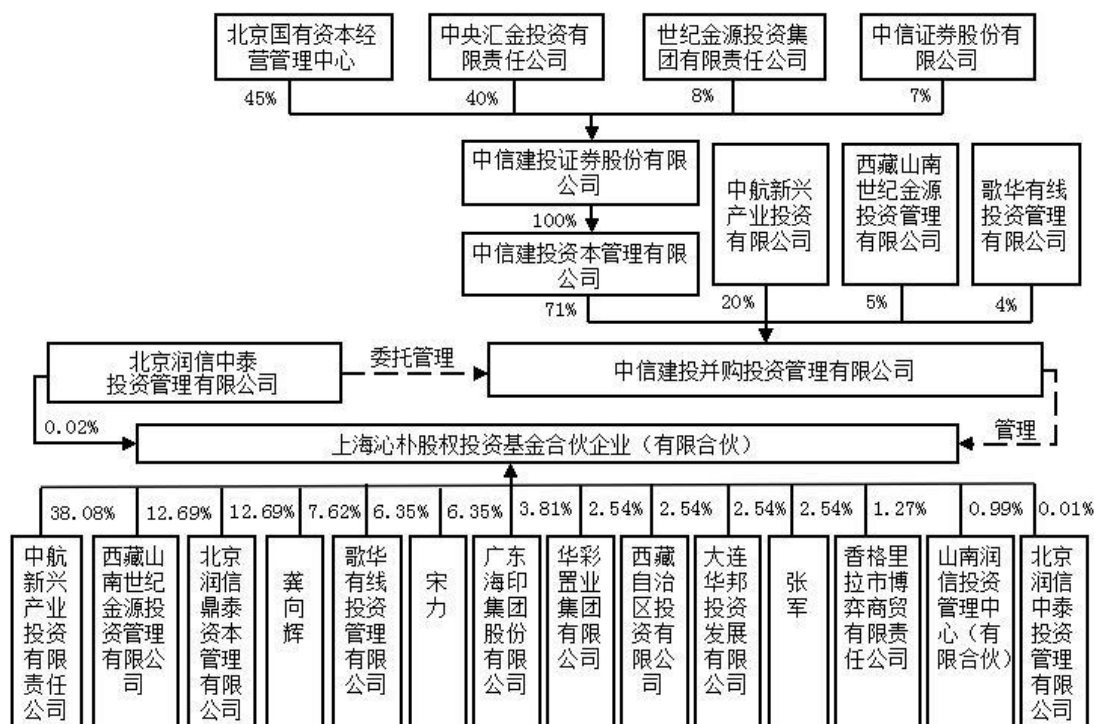 北京国有资本经
营管理中心
中央汇金投资有
限责任公司
世纪金源投资集
团有限责任公司
中信证券股份有
限公司
45%
40%
8%
7%
中信建投证券股份有限
公司
中航新兴
产业投资
有限公司
西藏山南
世纪金源
投资管理
有限公司
歌华有线
投资管理
有限公司
100%
中信建投资本管理有限
公司
71%
20%
5%
4%
北京润信中泰
投资管理有限公司
委托管理
中信建投并购投资管理有限公司
0.02%
管理
上海沁朴股权投资基金合伙企业（有限合伙）
38.08%
12.69%
12.69%
7.62%
6.35%
6.35%
3.81%
2.54%
2.54%
2.54%
2.54%
1.27%
0.99%
0.01%
中航
新兴
产业
投资
有限
责任
公司
西藏山
南世纪
金源投
资管理
有限公
司
北京
润信
鼎泰
资本
管理
有限
公司
龚
向
辉
歌华
有线
投资
管理
有限
公司
宋
力
广东
海印
集团
股份
有限
公司
华彩
置业
集团
有限
公司
西藏
自治
区投
资有
限公
司
大连
华邦
投资
发展
有限
公司
张
军
香格里
拉市博
弈商贸
有限责
任公司
山南润
信投资
管理中
心（有
限合伙）
北京
润信
中泰
投资
管理
有限
公司